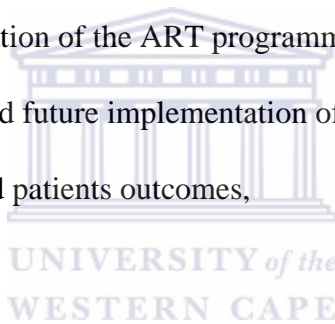 tion of the ART programm
d future implementation of
d patients outcomes,
UNIVERSITY of the
WESTERN CAPE